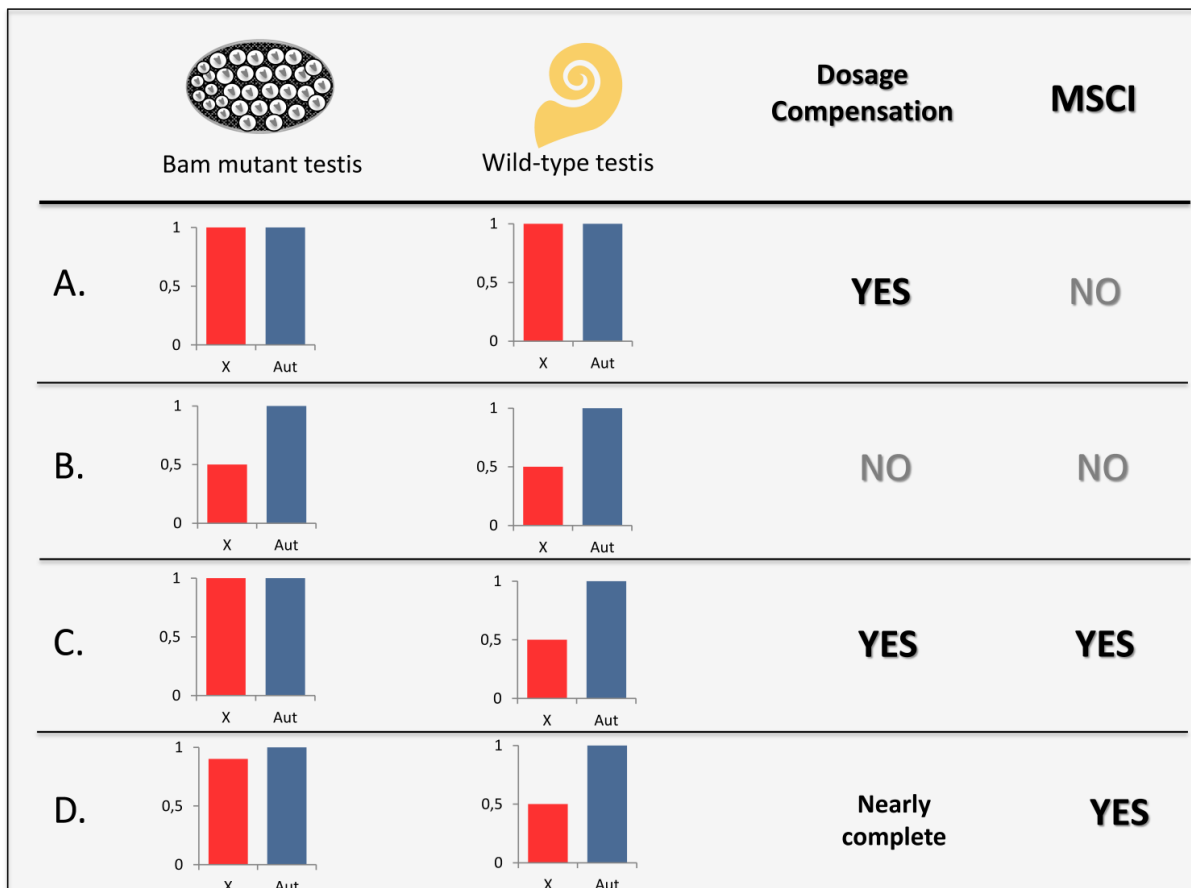 Bam mutant testis
Wild-type testis
Dosage
Compensation
MSCI
A.
1
0,5
0
X Aut
1
0,5
0
X Aut
YES
NO
B.
1
0,5
0
X Aut
1
0,5
0
X Aut
NO
NO
C.
1
0,5
0
X Aut
1
0,5
0
X Aut
YES
YES
D.
1
0,5
0
X Aut
1
0,5
0
X Aut
Nearly
complete
YES